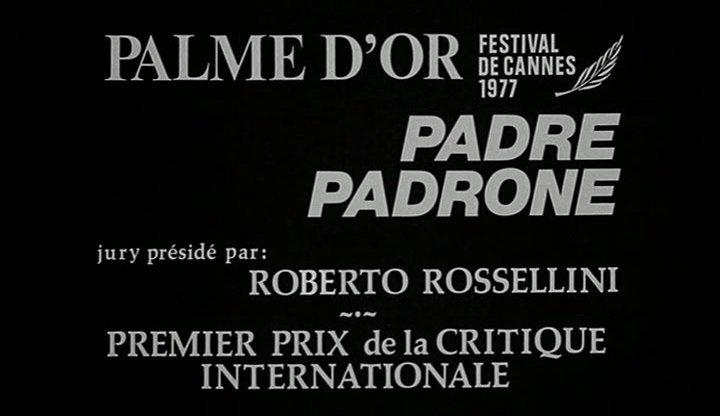 PALME D'OR FESTIVAL
DE CANNES
1977
PADRE
PADRONE
jury présidé par:
ROBERTO ROSSELLINI
~·~
PREMIER PRIX de la CRITIQUE
INTERNATIONALE